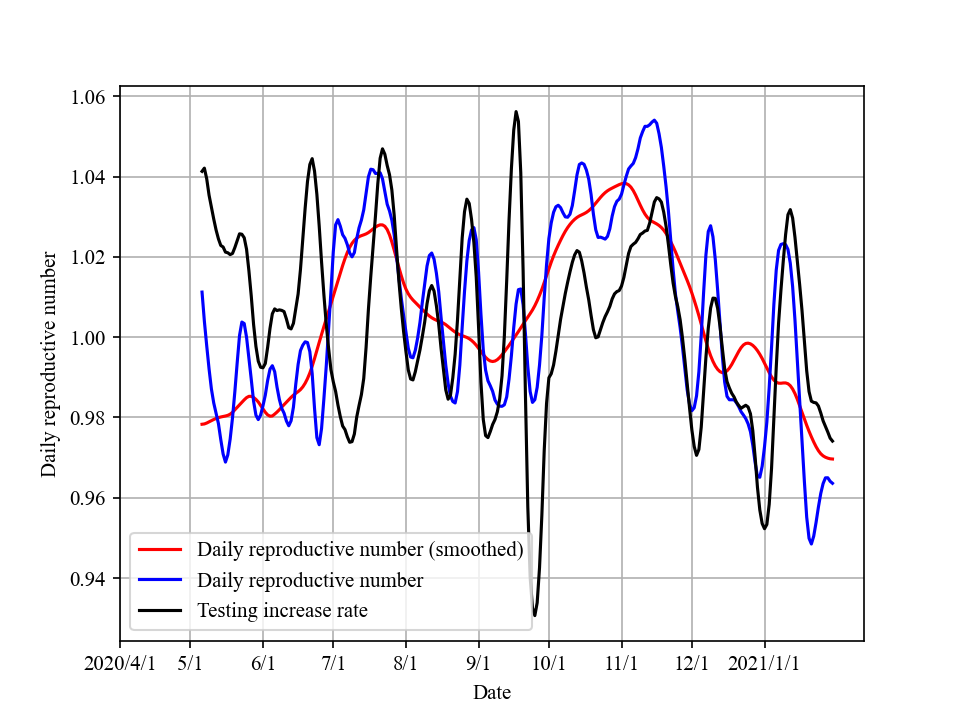 1.06
1.04
1.02
1.00
0.98
0.96
0.94
Daily reproductive number
Daily reproductive number (smoothed)
Daily reproductive number
Testing increase rate
2020/4/1 5/1 6/1 7/1 8/1 9/1 10/1 11/1 12/1 2021/1/1
Date